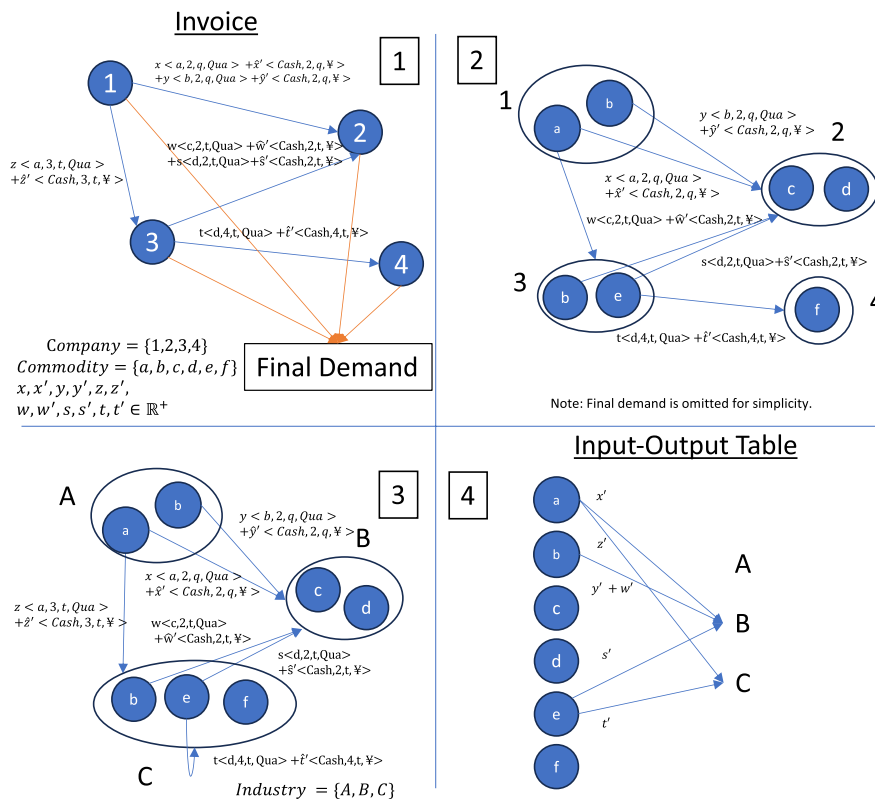 Invoice
1
x < a, 2, q, Qua > +x̂′ < Cash, 2, q, ¥ >
+y < b, 2, q, Qua > +ŷ′ < Cash, 2, q, ¥ >
1
2
w<c,2,t,Qua> +ŵ′<Cash,2,t,¥>
+s<d,2,t,Qua>+ŝ′<Cash,2,t,¥>
z < a, 3, t, Qua >
+ẑ′ < Cash, 3, t, ¥ >
3
t<d,4,t,Qua> +t̂′<Cash,4,t,¥>
4
Final Demand
Company = {1,2,3,4}
Commodity = {a, b, c, d, e, f}
x, x′, y, y′, z, z′,
w, w′, s, s′, t, t′ ∈ ℝ⁺
2
1
b
a
y < b, 2, q, Qua >
+ŷ′ < Cash, 2, q, ¥ >
2
c
d
x < a, 2, q, Qua >
+x̂′ < Cash, 2, q, ¥ >
w<c,2,t,Qua> +ŵ′<Cash,2,t,¥>
s<d,2,t,Qua>+ŝ′<Cash,2,t,¥>
3
b
e
f
4
t<d,4,t,Qua> +t̂′<Cash,4,t,¥>
Note: Final demand is omitted for simplicity.
3
A
b
a
y < b, 2, q, Qua >
+ŷ′ < Cash, 2, q, ¥ >
B
c
d
x < a, 2, q, Qua >
+x̂′ < Cash, 2, q, ¥ >
z < a, 3, t, Qua >
+ẑ′ < Cash, 3, t, ¥ >
w<c,2,t,Qua>
+ŵ′<Cash,2,t,¥>
s<d,2,t,Qua>
+ŝ′<Cash,2,t,¥>
b
e
f
C
t<d,4,t,Qua> +t̂′<Cash,4,t,¥>
Industry = {A, B, C}
Input-Output Table
4
a
x′
b
z′
A
y′ + w′
c
B
d
s′
C
e
t′
f